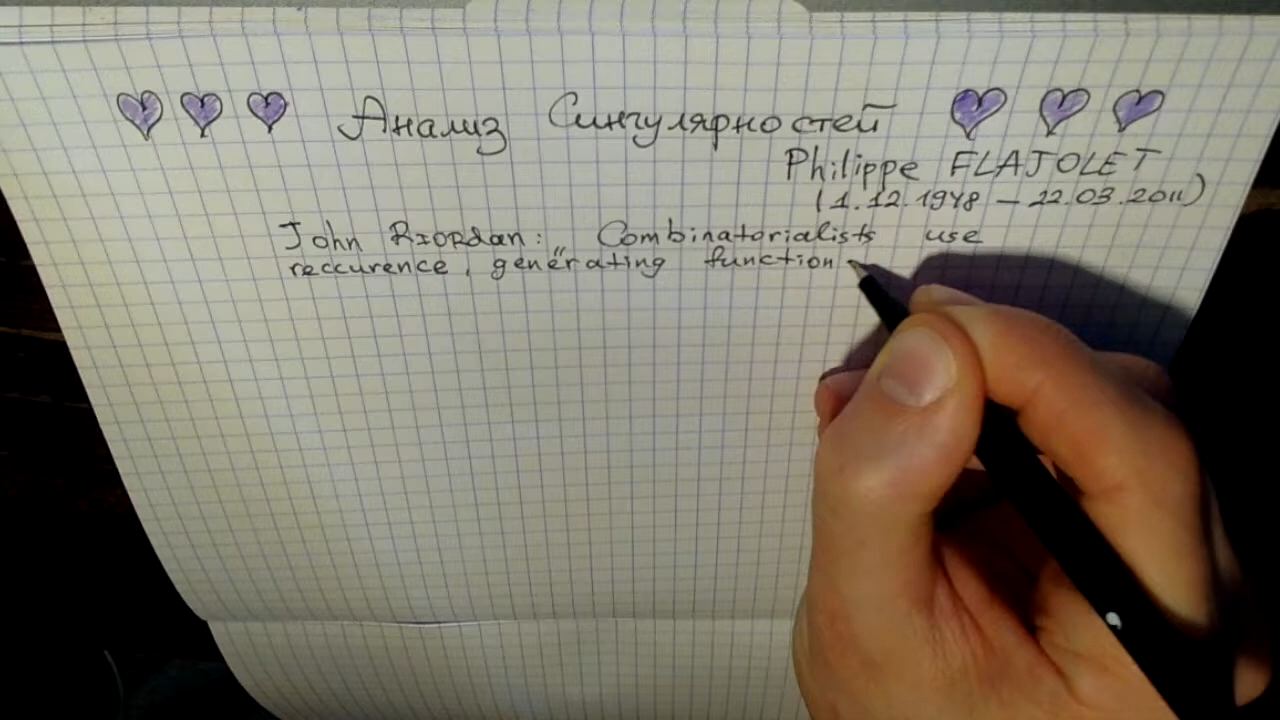 Анализ Сингулярностей
Philippe FLAJOLET
(1.12.1948 – 22.03.2011)
John Riordan: „Combinatorialists use
reccurence, generating function